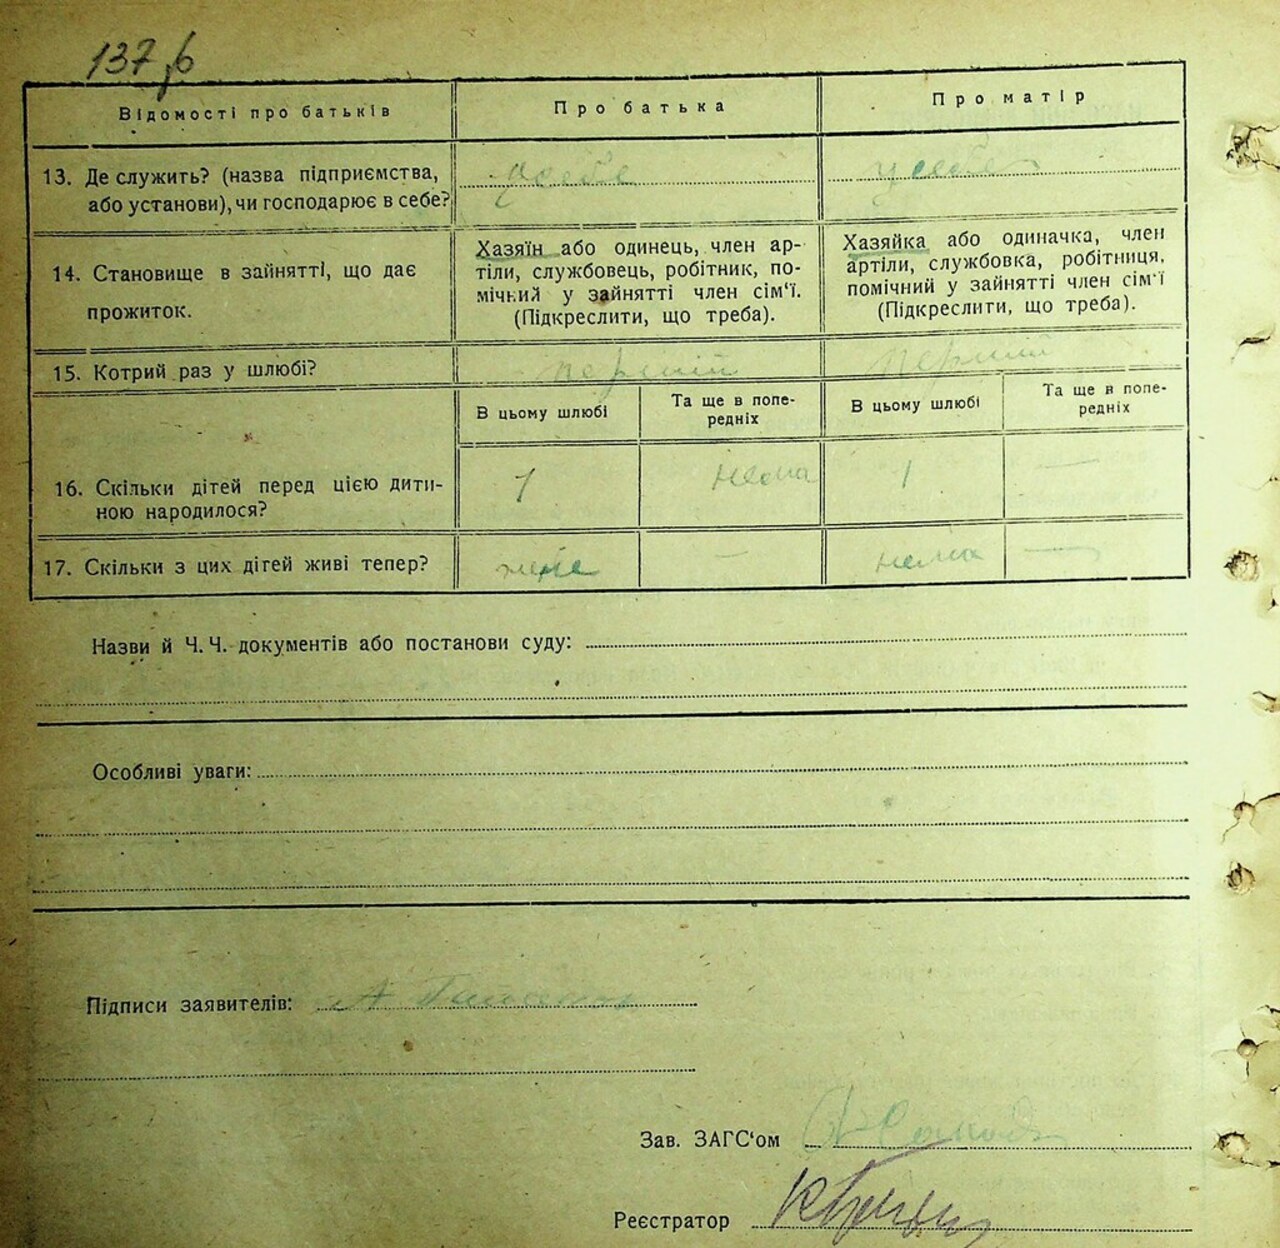 137
Відомості про батьків
Про батька
Про матір
13. Де служить? (назва підприємства,
або установи), чи господарює в себе?
у себе
у себе
14. Становище в зайнятті, що дає
прожиток.
Хазяїн або одинець, член ар-
тіли, службовець, робітник, по-
мічний у зайнятті член сім'ї.
(Підкреслити, що треба).
Хазяйка або одиначка, член
артіли, службовка, робітниця,
помічний у зайнятті член сім'ї
(Підкреслити, що треба).
15. Котрий раз у шлюбі?
перший
перший
В цьому шлюбі
Та ще в попе-
редніх
В цьому шлюбі
Та ще в попе-
редніх
16. Скільки дітей перед цією дити-
ною народилося?
1
нема
1
—
17. Скільки з цих дітей живі тепер?
—
нема
—
Назви й Ч. Ч. документів або постанови суду:
Особливі уваги:
Підписи заявителів:
Зав. ЗАГС'ом
Реєстратор